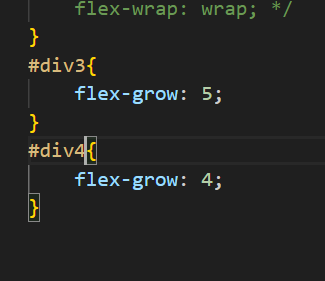 flex-wrap: wrap; */
}
#div3{
flex-grow: 5;
}
#div4{
flex-grow: 4;
}